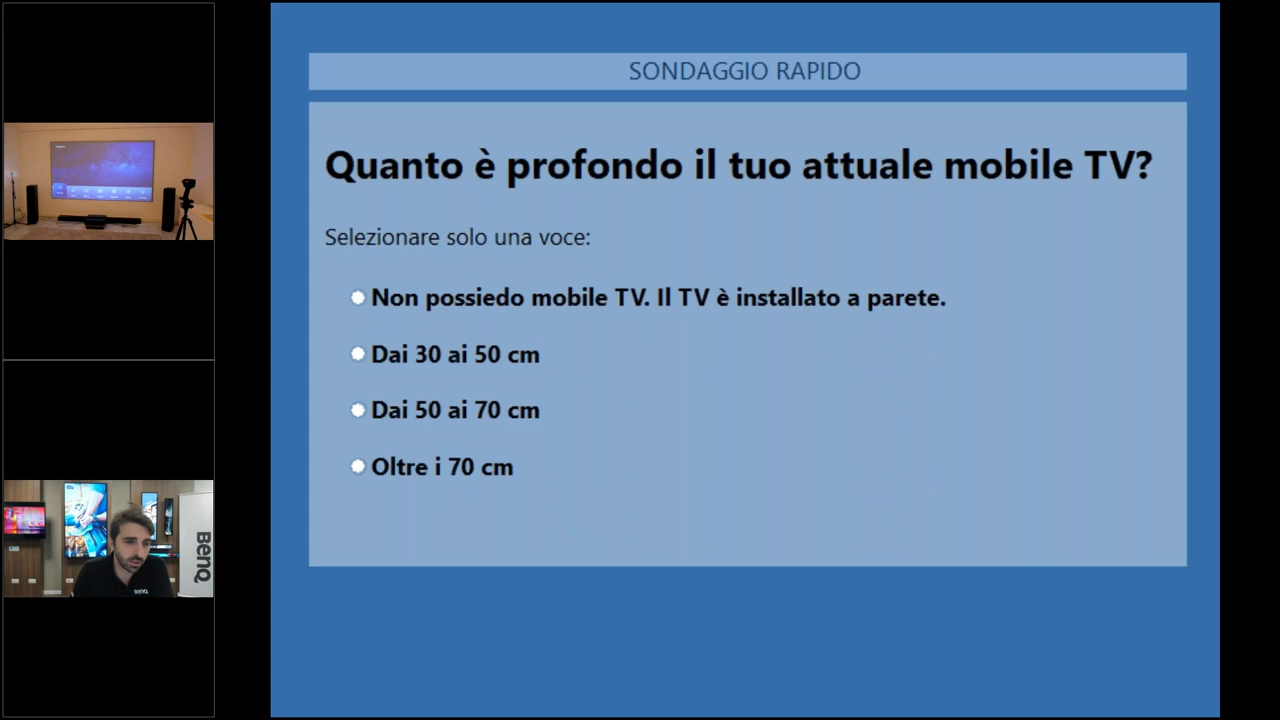 SONDAGGIO RAPIDO
Quanto è profondo il tuo attuale mobile TV?
Selezionare solo una voce:
Non possiedo mobile TV. Il TV è installato a parete.
Dai 30 ai 50 cm
Dai 50 ai 70 cm
Oltre i 70 cm
BenQ
BenQ